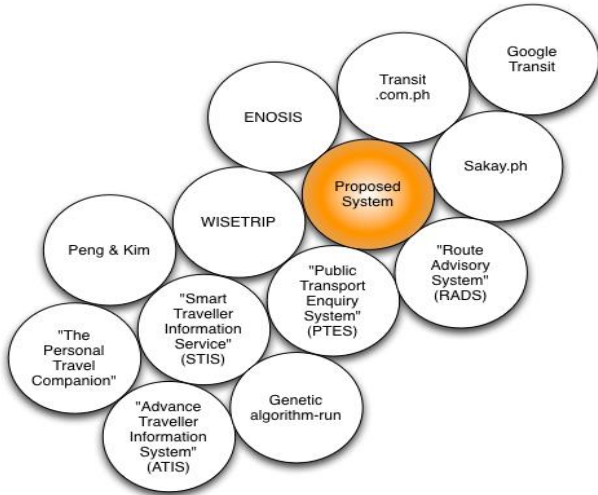 Google
Transit
Transit
.com.ph
ENOSIS
Sakay.ph
Proposed
System
WISETRIP
Peng & Kim
"Route
Advisory
System"
(RADS)
"Public
Transport
Enquiry
System"
(PTES)
"Smart
Traveller
Information
Service"
(STIS)
"The
Personal
Travel
Companion"
Genetic
algorithm-run
"Advance
Traveller
Information
System"
(ATIS)